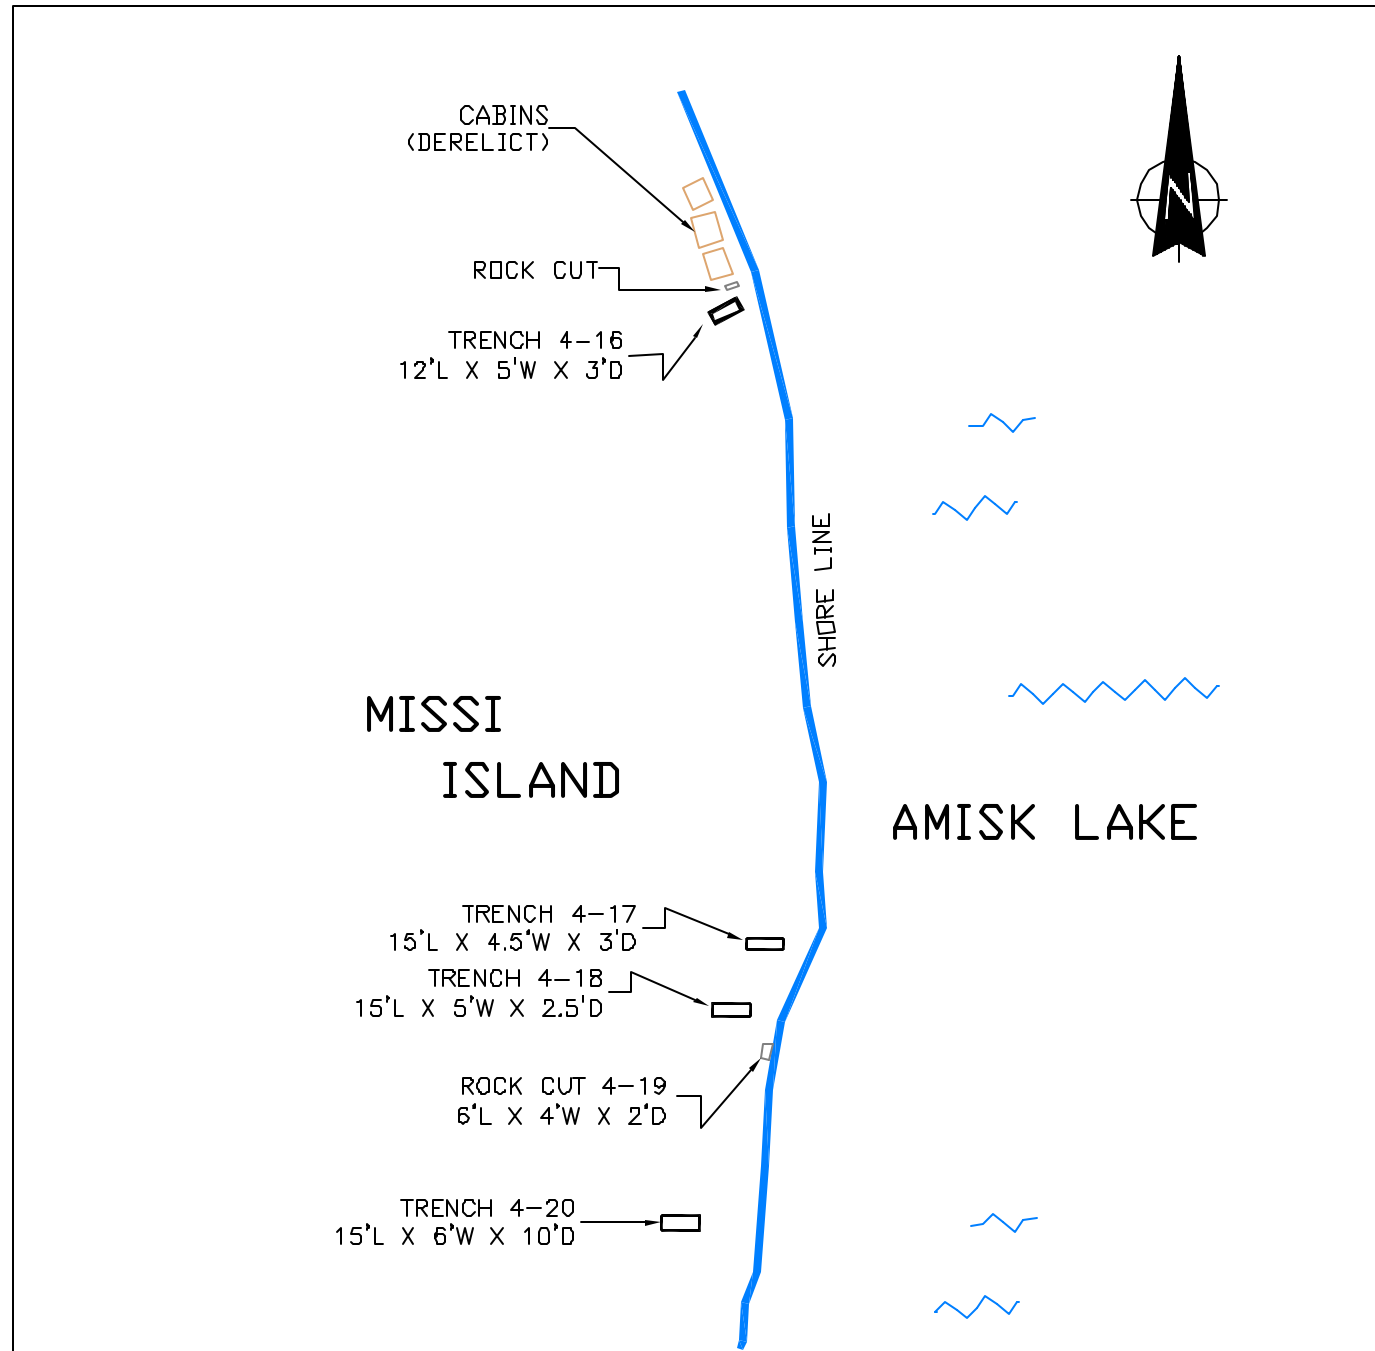 CABINS
(DERELICT)
N
ROCK CUT
TRENCH 4-16
12'L X 5'W X 3'D
SHORE LINE
MISSI
ISLAND
AMISK LAKE
TRENCH 4-17
15'L X 4.5'W X 3'D
TRENCH 4-18
15'L X 5'W X 2.5'D
ROCK CUT 4-19
6'L X 4'W X 2'D
TRENCH 4-20
15'L X 6'W X 10'D